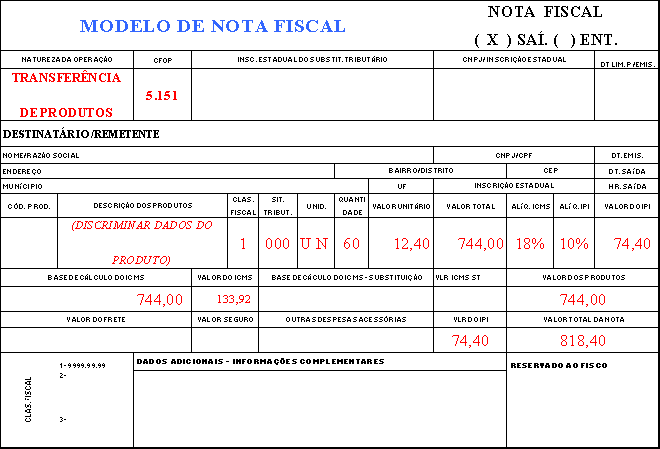 MODELO DE NOTA FISCAL
NOTA FISCAL
( X ) SAÍ. ( ) ENT.
NATUREZA DA OPERAÇÃO CFOP INSC. ESTADUAL DO SUBSTIT. TRIBUTÁRIO CNPJ/INSCRIÇÃO ESTADUAL DT LIM. P/EMIS.
TRANSFERÊNCIA
DE PRODUTOS
5.151
DESTINATÁRIO/REMETENTE
NOME/RAZÃO SOCIAL CNPJ/CPF DT. EMIS.
ENDEREÇO BAIRRO/DISTRITO CEP DT. SAÍDA
MUNÍCIPIO UF INSCRIÇÃO ESTADUAL HR. SAÍDA
CÓD. PROD. DESCRIÇÃO DOS PRODUTOS CLAS. FISCAL SIT. TRIBUT. UNID. QUANTI DADE VALOR UNITÁRIO VALOR TOTAL ALÍQ. ICMS ALÍQ. IPI VALOR DO IPI
(DISCRIMINAR DADOS DO
PRODUTO)
1 000 U N 60 12,40 744,00 18% 10% 74,40
BASE DE CÁLCULO DO ICMS VALOR DO ICMS BASE DE CÁCULO DO ICMS - SUBSTITUIÇÃO VLR ICMS ST VALOR DOS PRODUTOS
744,00 133,92 744,00
VALOR DO FRETE VALOR SEGURO OUTRAS DESPESAS ACESSÓRIAS VLR DO IPI VALOR TOTAL DA NOTA
74,40 818,40
CLAS. FISCAL
1- 9999.99.99
2-
3-
DADOS ADICIONAIS - INFORMAÇÕES COMPLEMENTARES
RESERTADO AO FISCO